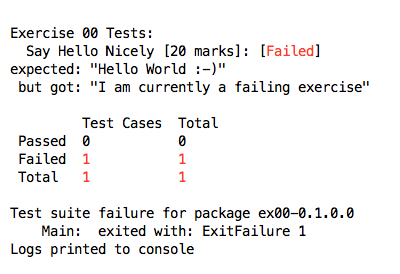 Exercise 00 Tests:
  Say Hello Nicely [20 marks]: [Failed]
expected: "Hello World :-)"
 but got: "I am currently a failing exercise"
         Test Cases  Total
 Passed  0           0
 Failed  1           1
 Total   1           1
Test suite failure for package ex00-0.1.0.0
    Main:  exited with: ExitFailure 1
Logs printed to console